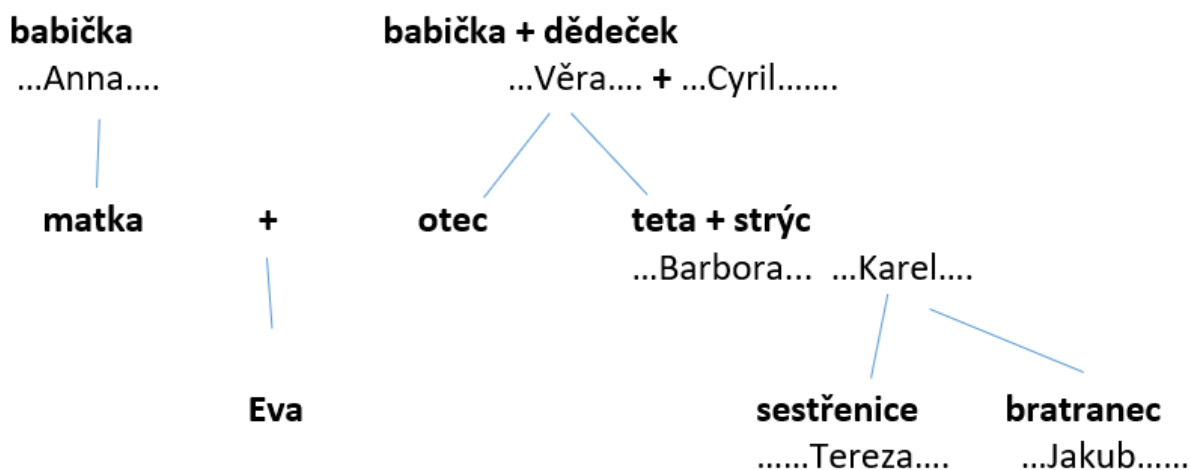 babička babička + dědeček
...Anna.... ...Věra.... + ...Cyril.......
matka + otec teta + strýc
...Barbora... ...Karel....
Eva sestřenice bratranec
......Tereza.... ...Jakub......